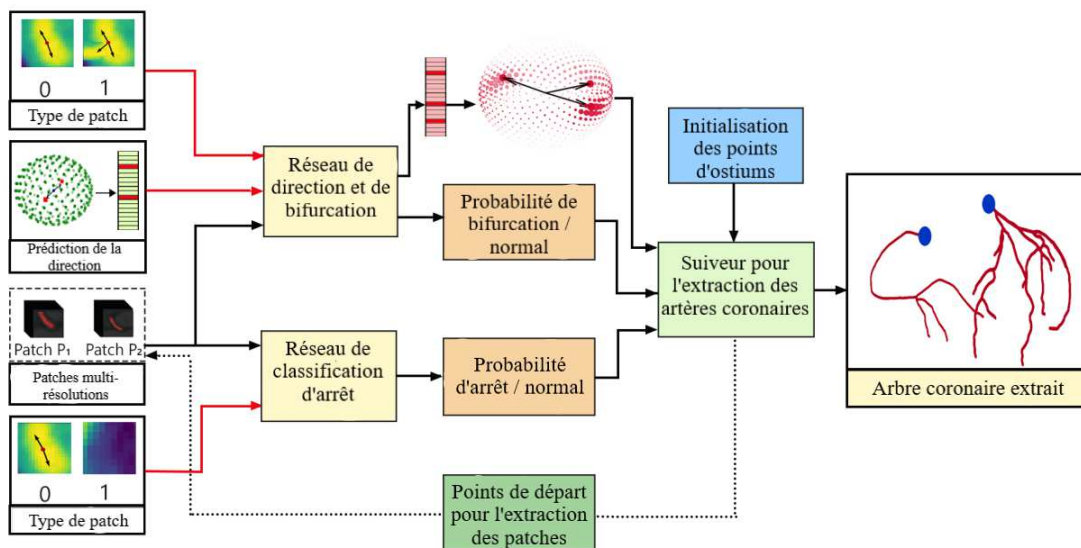 0 1
Type de patch
Prédiction de la
direction
Patch P₁ Patch P₂
Patches multi-
résolutions
0 1
Type de patch
Réseau de
direction et de
bifurcation
Réseau de
classification
d'arrêt
Probabilité de
bifurcation /
normal
Probabilité
d'arrêt / normal
Points de départ
pour l'extraction
des patches
Initialisation
des points
d'ostiums
Suiveur pour
l'extraction des
artères coronaires
Arbre coronaire extrait